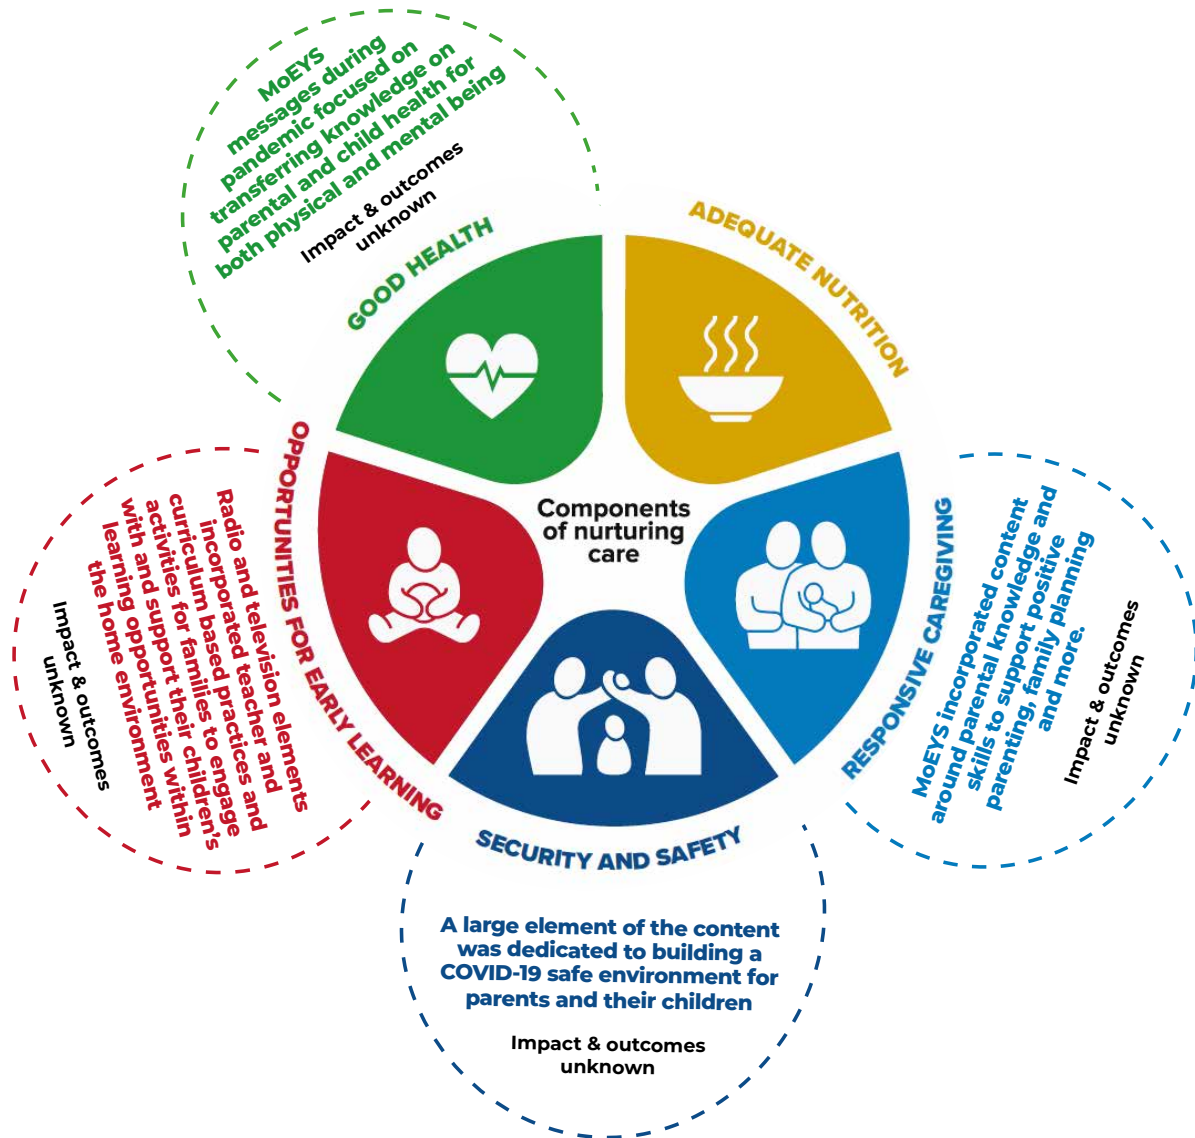 MoEYS
messages during
pandemic focused on
transferring knowledge on
parental and child health for
both physical and mental being
Impact & outcomes
unknown
GOOD HEALTH
ADEQUATE NUTRITION
Components
of nurturing
care
OPPORTUNITIES FOR EARLY LEARNING
Radio and television elements
incorporated teacher and
curriculum based practices and
activities for families to engage
with and support their children's
learning opportunities within
the home environment
Impact & outcomes
unknown
RESPONSIVE CAREGIVING
MoEYS incorporated content
around parental knowledge and
skills to support positive
parenting, family planning
and more.
Impact & outcomes
unknown
SECURITY AND SAFETY
A large element of the content
was dedicated to building a
COVID-19 safe environment for
parents and their children
Impact & outcomes
unknown